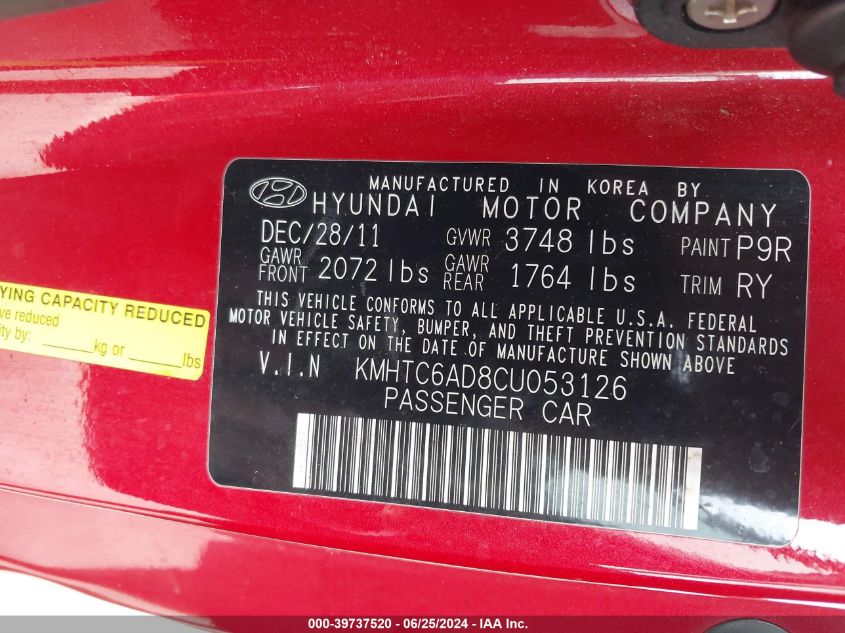 MANUFACTURED IN KOREA BY
HYUNDAI MOTOR COMPANY
DEC/28/11 GVWR 3748 lbs PAINT P9R
GAWR FRONT 2072 lbs GAWR REAR 1764 lbs TRIM RY
THIS VEHICLE CONFORMS TO ALL APPLICABLE U.S.A. FEDERAL
MOTOR VEHICLE SAFETY, BUMPER, AND THEFT PREVENTION STANDARDS
IN EFFECT ON THE DATE OF MANUFACTURE SHOWN ABOVE
V.I.N KMHTC6AD8CU053126
PASSENGER CAR
YING CAPACITY REDUCED
ve reduced
ity by: ______kg or ______lbs
000-39737520 - 06/25/2024 - IAA Inc.